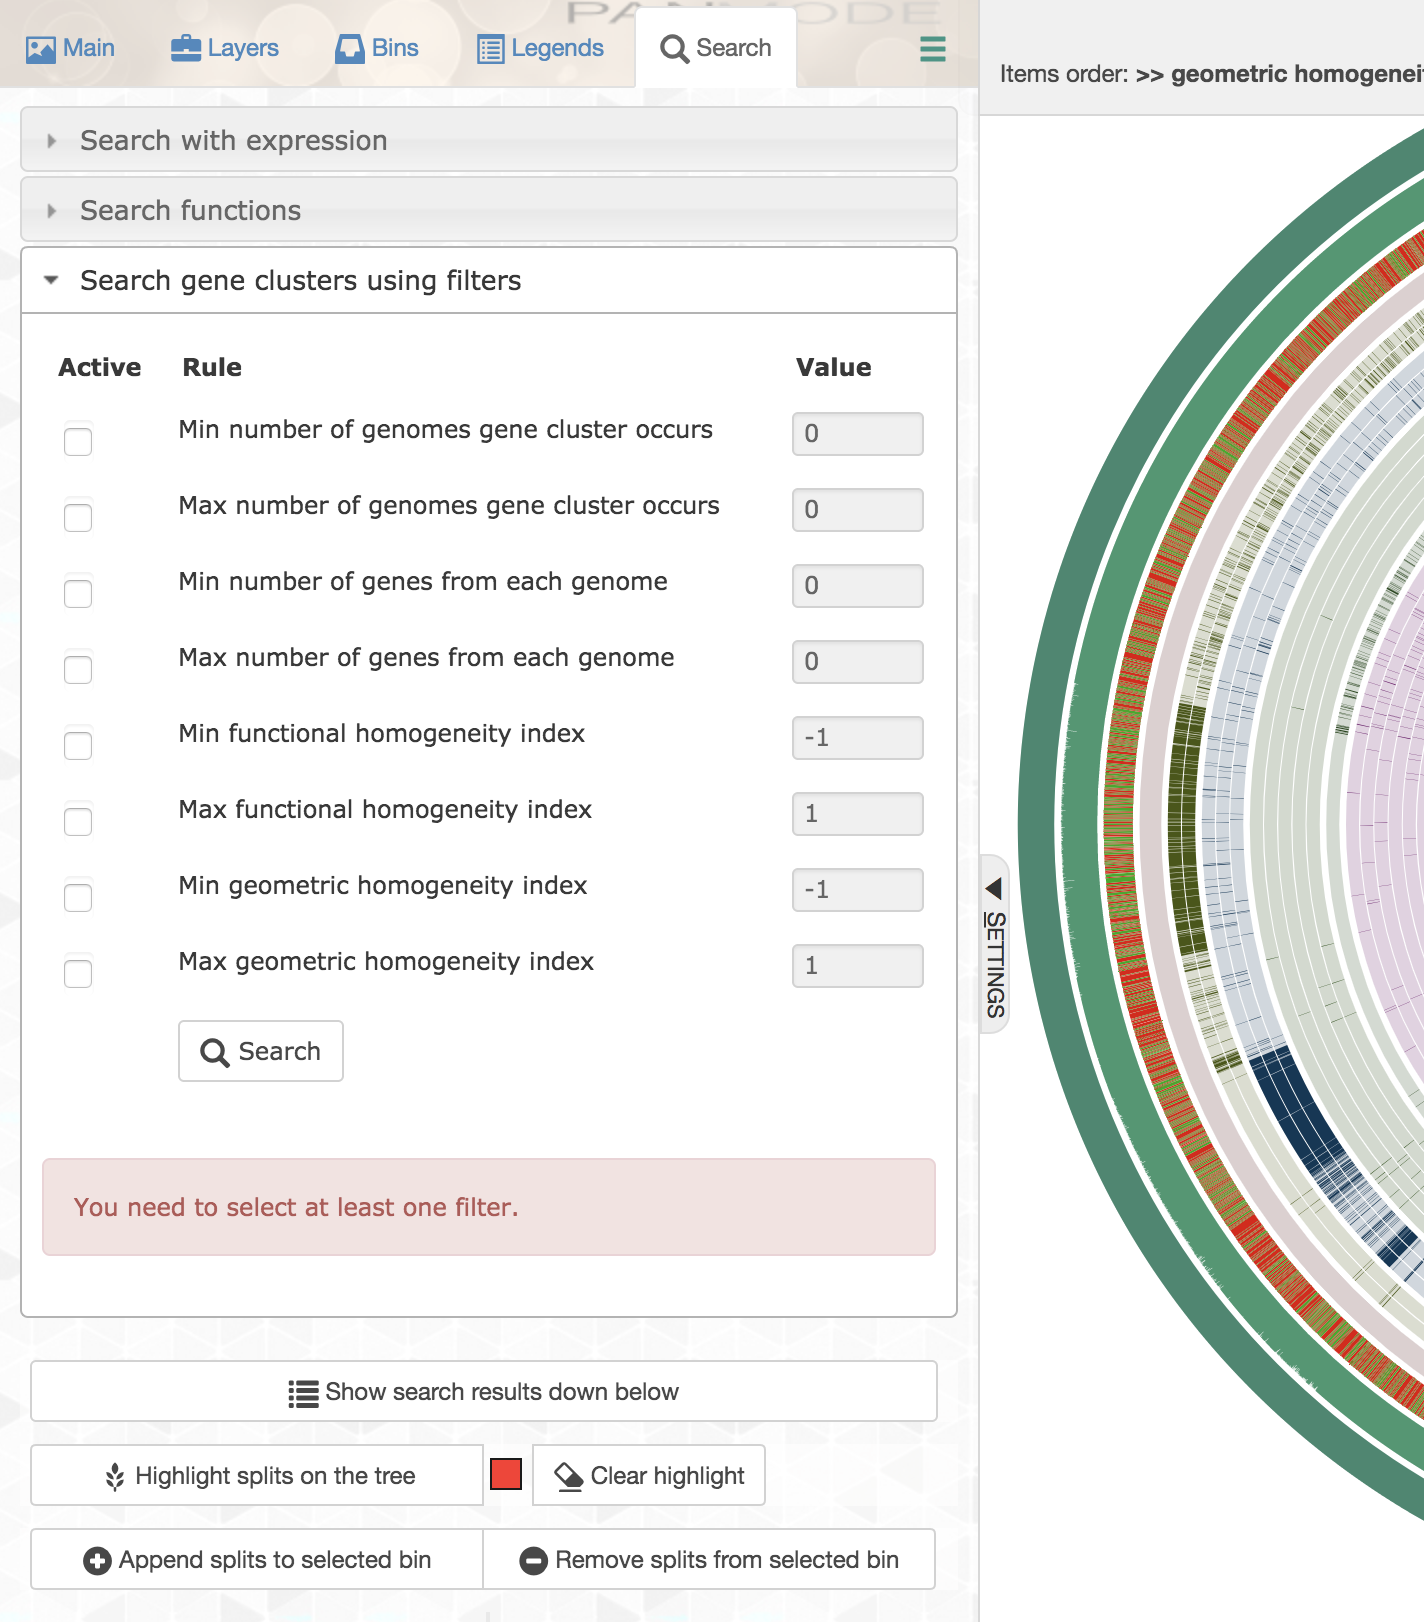 PANMODE
Main Layers Bins Legends Search
Items order: >> geometric homogenei
Search with expression
Search functions
Search gene clusters using filters
Active Rule Value
Min number of genomes gene cluster occurs 0
Max number of genomes gene cluster occurs 0
Min number of genes from each genome 0
Max number of genes from each genome 0
Min functional homogeneity index -1
Max functional homogeneity index 1
Min geometric homogeneity index -1
Max geometric homogeneity index 1
SETTINGS
Search
You need to select at least one filter.
Show search results down below
Highlight splits on the tree Clear highlight
Append splits to selected bin Remove splits from selected bin